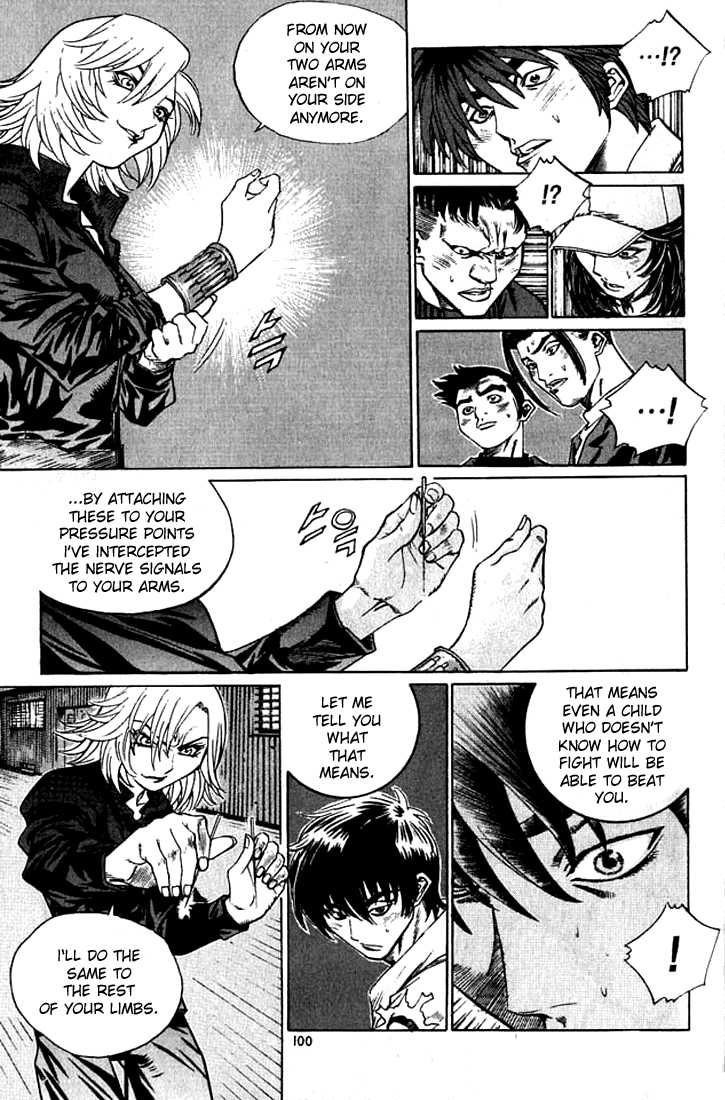 FROM NOW
ON YOUR
TWO ARMS
AREN'T ON
YOUR SIDE
ANYMORE.
...!?
!?
...!
...BY ATTACHING
THESE TO YOUR
PRESSURE POINTS
I'VE INTERCEPTED
THE NERVE SIGNALS
TO YOUR ARMS.
I'LL DO THE
SAME TO
THE REST
OF YOUR LIMBS.
LET ME
TELL YOU
WHAT
THAT
MEANS.
THAT MEANS
EVEN A CHILD
WHO DOESN'T
KNOW HOW TO
FIGHT WILL BE
ABLE TO BEAT
YOU.
!
100